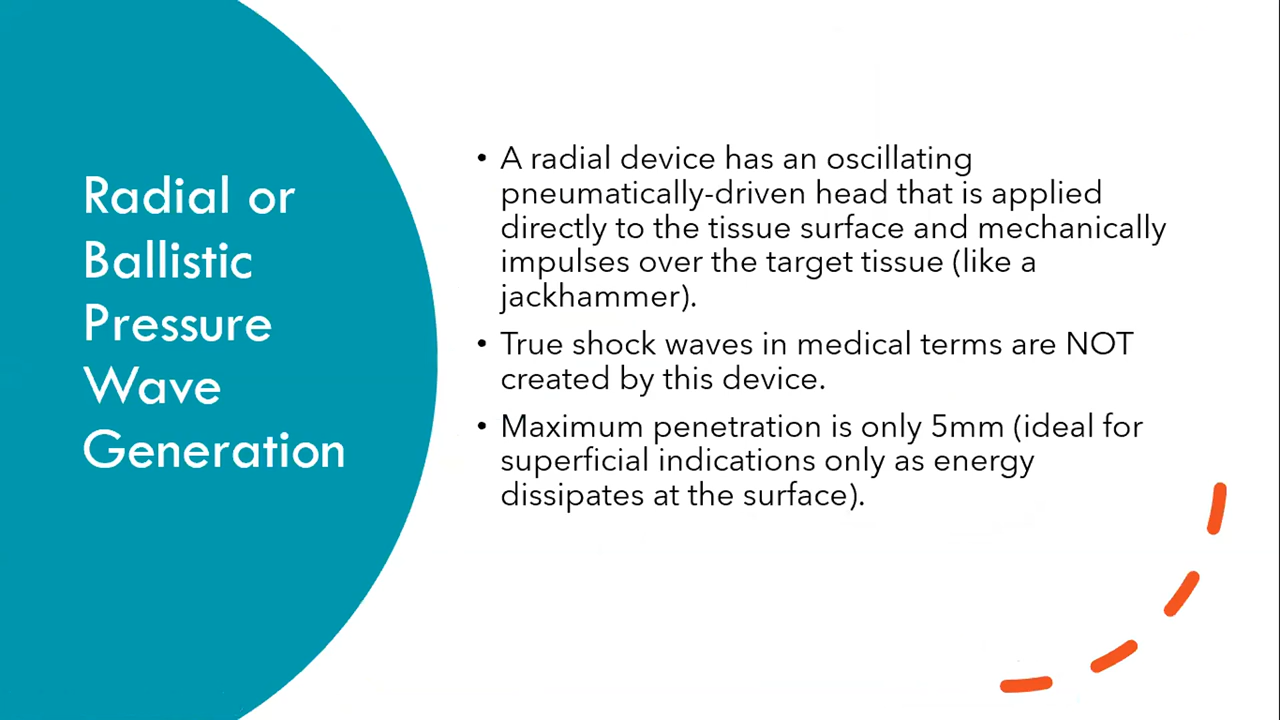 Radial or
Ballistic
Pressure
Wave
Generation
• A radial device has an oscillating
pneumatically-driven head that is applied
directly to the tissue surface and mechanically
impulses over the target tissue (like a
jackhammer).
• True shock waves in medical terms are NOT
created by this device.
• Maximum penetration is only 5mm (ideal for
superficial indications only as energy
dissipates at the surface).